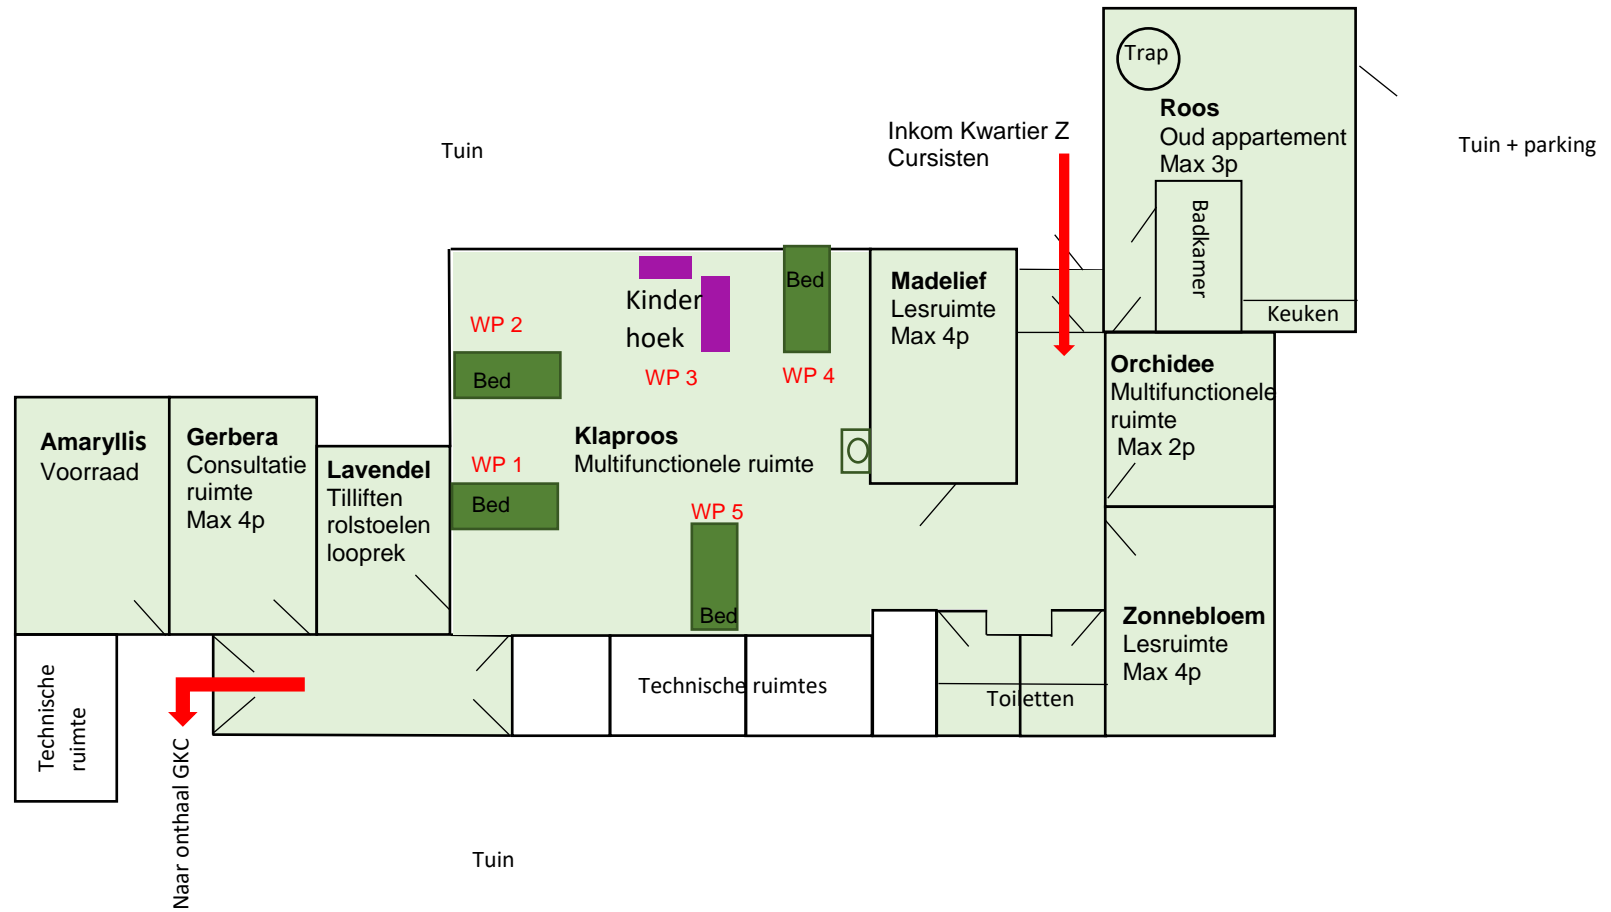 Trap
Roos
Oud appartement
Max 3p
Tuin + parking
Inkom Kwartier Z
Cursisten
Tuin
Badkamer
Keuken
Kinder
hoek
Bed
Madelief
Lesruimte
Max 4p
WP 2
Bed
WP 3
WP 4
Orchidee
Multifunctionele
ruimte
Max 2p
Amaryllis
Voorraad
Gerbera
Consultatie
ruimte
Max 4p
Lavendel
Tilliften
rolstoelen
looprek
WP 1
Bed
Klaproos
Multifunctionele ruimte
WP 5
Bed
Zonnebloem
Lesruimte
Max 4p
Technische
ruimte
Technische ruimtes
Toiletten
Naar onthaal GKC
Tuin